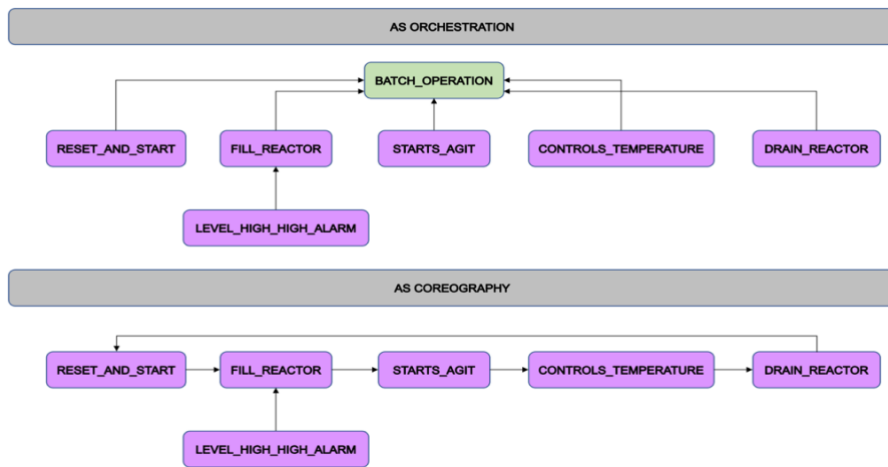 AS ORCHESTRATION
BATCH_OPERATION
RESET_AND_START
FILL_REACTOR
STARTS_AGIT
CONTROLS_TEMPERATURE
DRAIN_REACTOR
LEVEL_HIGH_HIGH_ALARM
AS COREOGRAPHY
RESET_AND_START
FILL_REACTOR
STARTS_AGIT
CONTROLS_TEMPERATURE
DRAIN_REACTOR
LEVEL_HIGH_HIGH_ALARM